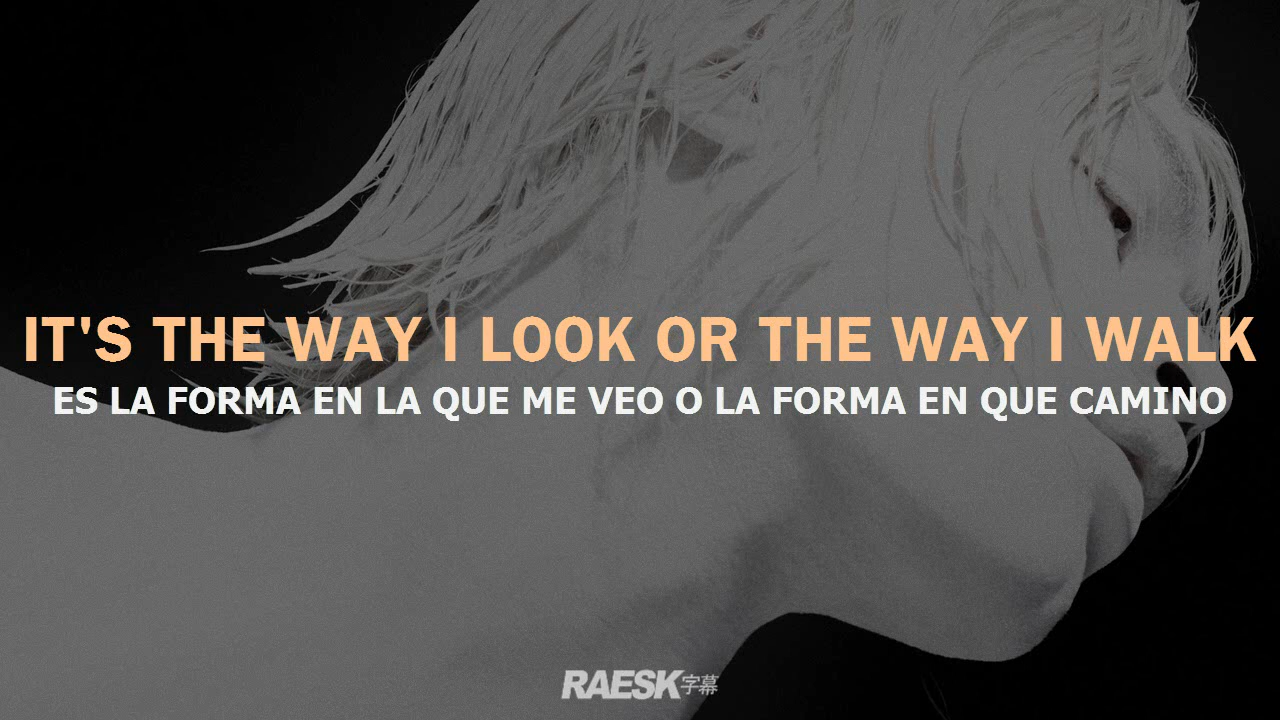 IT'S THE WAY I LOOK OR THE WAY I WALK
ES LA FORMA EN LA QUE ME VEO O LA FORMA EN QUE CAMINO
RAESK字幕